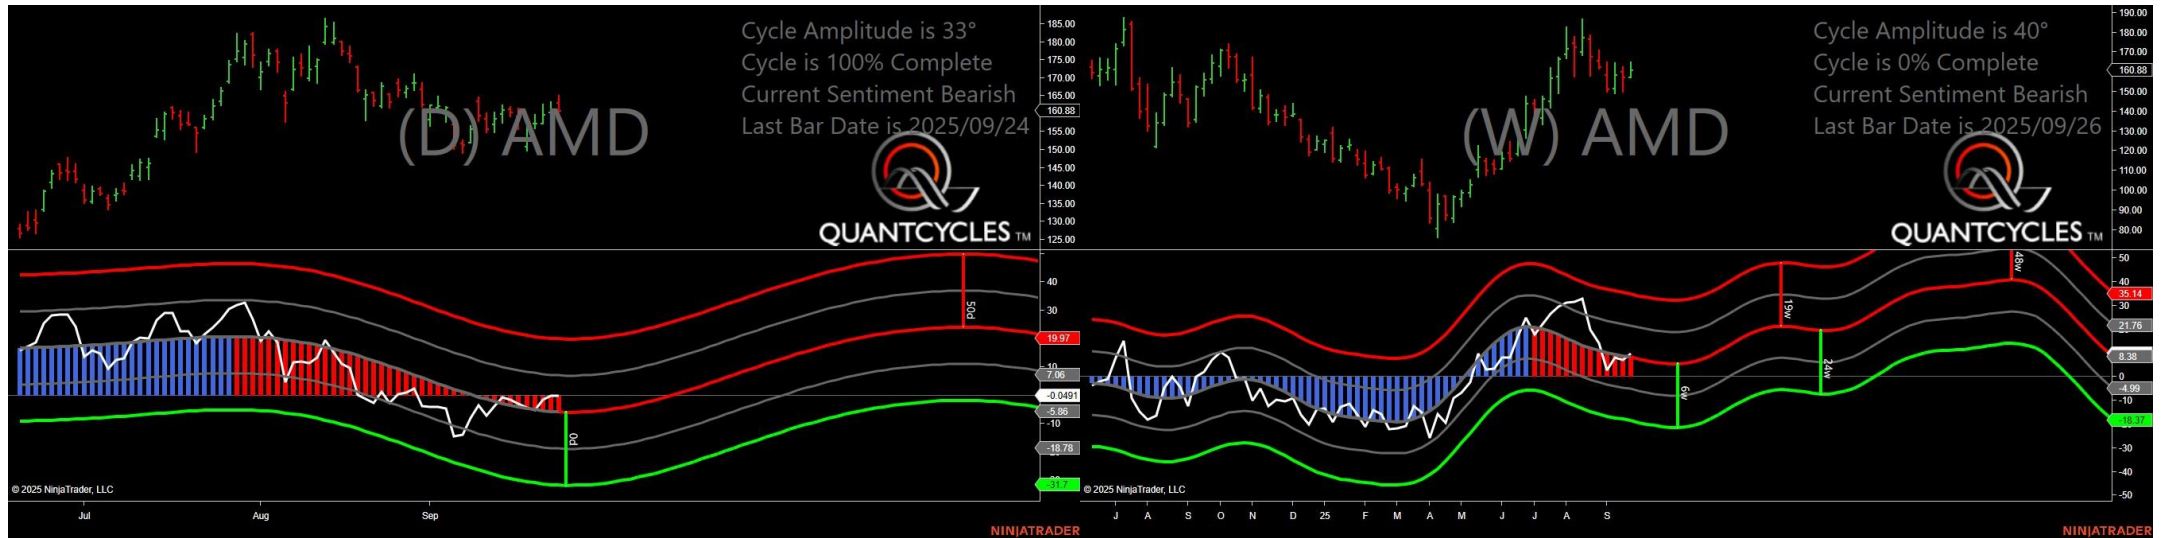 Cycle Amplitude is 33°
Cycle is 100% Complete
Current Sentiment Bearish
Last Bar Date is 2025/09/24
(D) AMD
QUANTCYCLES TM
185.00
180.00
175.00
170.00
165.00
160.88
155.00
150.00
145.00
140.00
135.00
130.00
125.00
50d
0d
40
30
19.97
10
7.06
-0.0491
-5.86
-10
-18.78
-31.7
© 2025 NinjaTrader, LLC
Jul
Aug
Sep
NINJATRADER
Cycle Amplitude is 40°
Cycle is 0% Complete
Current Sentiment Bearish
Last Bar Date is 2025/09/26
(W) AMD
QUANTCYCLES TM
190.00
180.00
170.00
160.88
150.00
140.00
130.00
120.00
110.00
100.00
90.00
80.00
6w
19w
24w
48w
50
40
35.14
30
21.76
8.38
0
-4.99
-10
-18.37
-30
-40
-50
© 2025 NinjaTrader, LLC
J A S O N D 25 F M A M J J A S
NINJATRADER